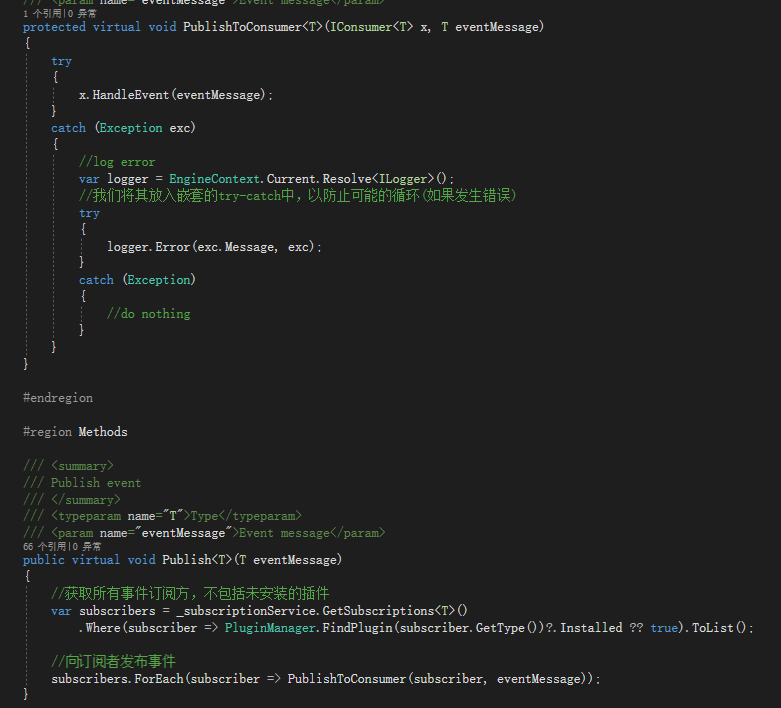 /// <param name="eventMessage">Event message</param>
1 个引用|0 异常
protected virtual void PublishToConsumer<T>(IConsumer<T> x, T eventMessage)
{
try
{
x.HandleEvent(eventMessage);
}
catch (Exception exc)
{
//log error
var logger = EngineContext.Current.Resolve<ILogger>();
//我们将其放入嵌套的try-catch中，以防止可能的循环(如果发生错误)
try
{
logger.Error(exc.Message, exc);
}
catch (Exception)
{
//do nothing
}
}
}
#endregion
#region Methods
/// <summary>
/// Publish event
/// </summary>
/// <typeparam name="T">Type</typeparam>
/// <param name="eventMessage">Event message</param>
66 个引用|0 异常
public virtual void Publish<T>(T eventMessage)
{
//获取所有事件订阅方，不包括未安装的插件
var subscribers = _subscriptionService.GetSubscriptions<T>()
.Where(subscriber => PluginManager.FindPlugin(subscriber.GetType())?.Installed ?? true).ToList();
//向订阅者发布事件
subscribers.ForEach(subscriber => PublishToConsumer(subscriber, eventMessage));
}